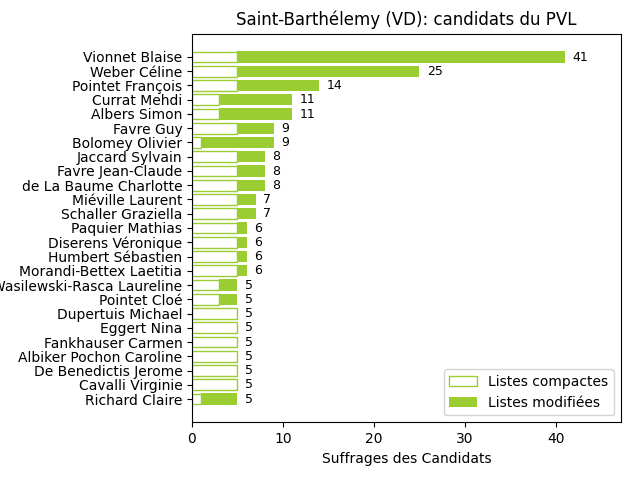 Saint-Barthélemy (VD): candidats du PVL
Vionnet Blaise 41
Weber Céline 25
Pointet François 14
Currat Mehdi 11
Albers Simon 11
Favre Guy 9
Bolomey Olivier 9
Jaccard Sylvain 8
Favre Jean-Claude 8
de La Baume Charlotte 8
Miéville Laurent 7
Schaller Graziella 7
Paquier Mathias 6
Diserens Véronique 6
Humbert Sébastien 6
Morandi-Bettex Laetitia 6
Wasilewski-Rasca Laureline 5
Pointet Cloé 5
Dupertuis Michael 5
Eggert Nina 5
Fankhauser Carmen 5
Albiker Pochon Caroline 5
De Benedictis Jerome 5
Cavalli Virginie 5
Richard Claire 5
Listes compactes
Listes modifiées
0 10 20 30 40
Suffrages des Candidats